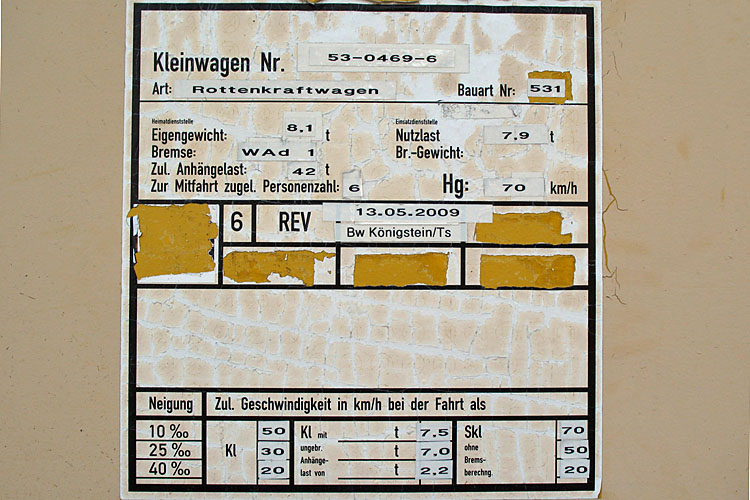 Kleinwagen Nr. 53-0469-6
Art: Rottenkraftwagen Bauart Nr: 531
Heimatdienststelle Einsatzdienststelle
Eigengewicht: 8.1 t Nutzlast 7.9 t
Bremse: WAd 1 Br.-Gewicht:
Zul. Anhängelast: 42 t
Zur Mitfahrt zugel. Personenzahl: 6 Hg: 70 km/h
6 REV 13.05.2009
Bw Königstein/Ts
Neigung Zul. Geschwindigkeit in km/h bei der Fahrt als
10 ‰ 50 Kl mit t 7.5 Skl 70
25 ‰ Kl 30 ungebr. t 7.0 ohne 50
Anhänge- Brems-
40 ‰ 20 last von t 2.2 berechng. 20